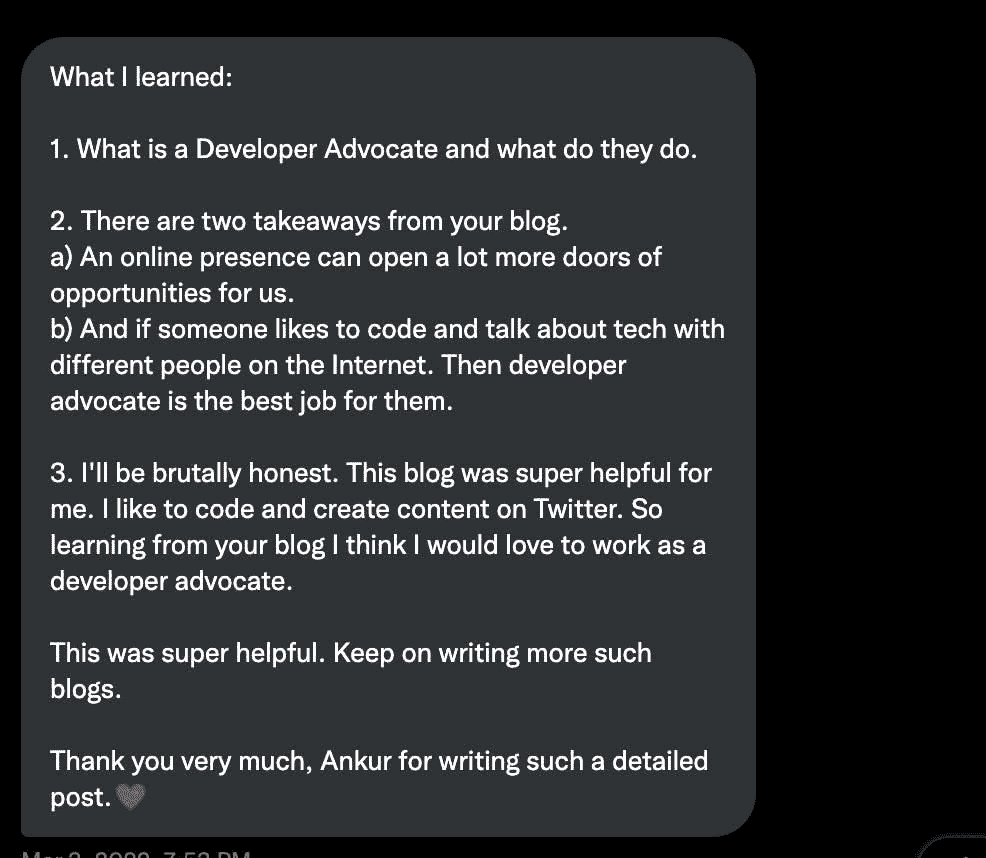 What I learned:
1. What is a Developer Advocate and what do they do.
2. There are two takeaways from your blog.
a) An online presence can open a lot more doors of
opportunities for us.
b) And if someone likes to code and talk about tech with
different people on the Internet. Then developer
advocate is the best job for them.
3. I'll be brutally honest. This blog was super helpful for
me. I like to code and create content on Twitter. So
learning from your blog I think I would love to work as a
developer advocate.
This was super helpful. Keep on writing more such
blogs.
Thank you very much, Ankur for writing such a detailed
post.🖤